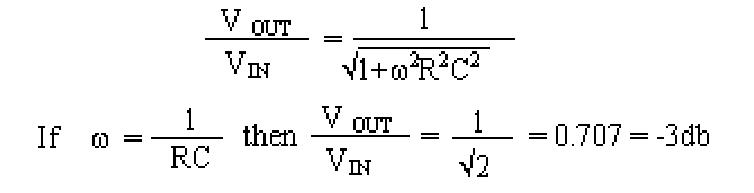 V OUT / V IN = 1 / √1+ω²R²C²
If ω = 1 / RC then V OUT / V IN = 1 / √2 = 0.707 = -3db